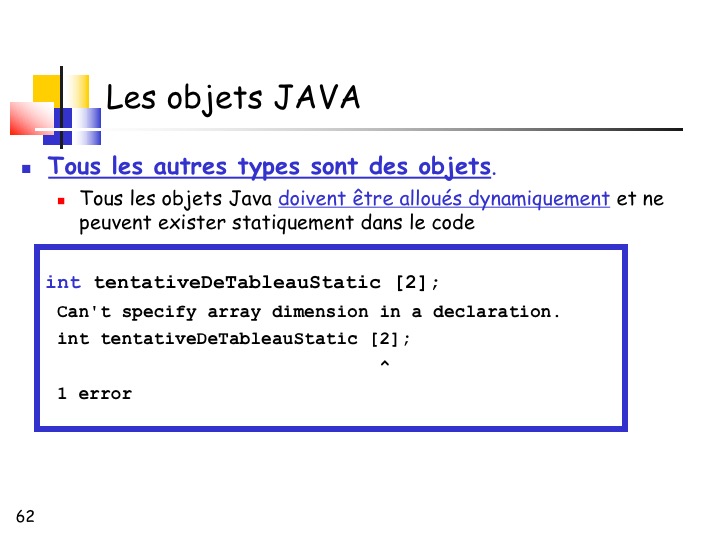 Les objets JAVA
Tous les autres types sont des objets.
Tous les objets Java doivent être alloués dynamiquement et ne
peuvent exister statiquement dans le code
int tentativeDeTableauStatic [2];
Can't specify array dimension in a declaration.
int tentativeDeTableauStatic [2];
^
1 error
62